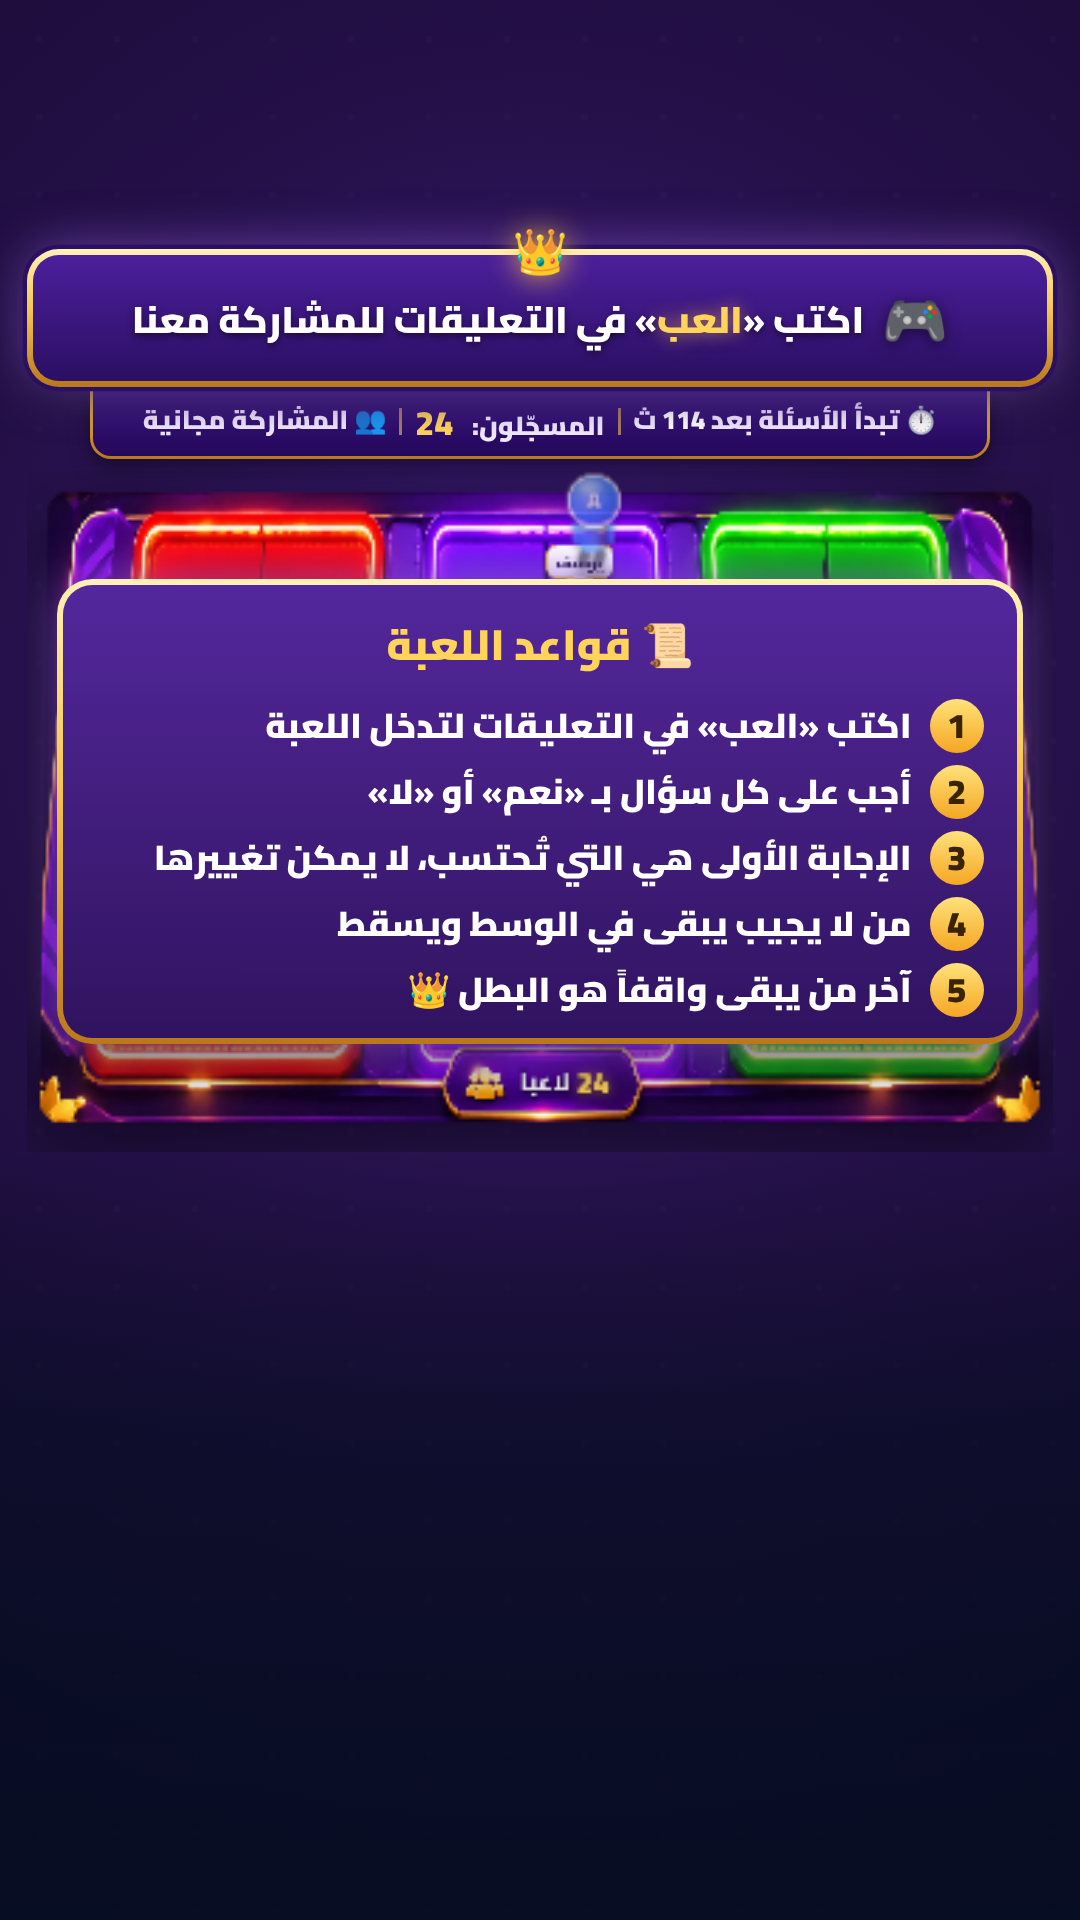 اكتب «العب» في التعليقات للمشاركة معنا
تبدأ الأسئلة بعد 114 ث | المسجّلون: 24 | المشاركة مجانية
قواعد اللعبة
1 اكتب «العب» في التعليقات لتدخل اللعبة
2 أجب على كل سؤال بـ «نعم» أو «لا»
3 الإجابة الأولى هي التي تُحتسب، لا يمكن تغييرها
4 من لا يجيب يبقى في الوسط ويسقط
5 آخر من يبقى واقفاً هو البطل
24 لاعبا